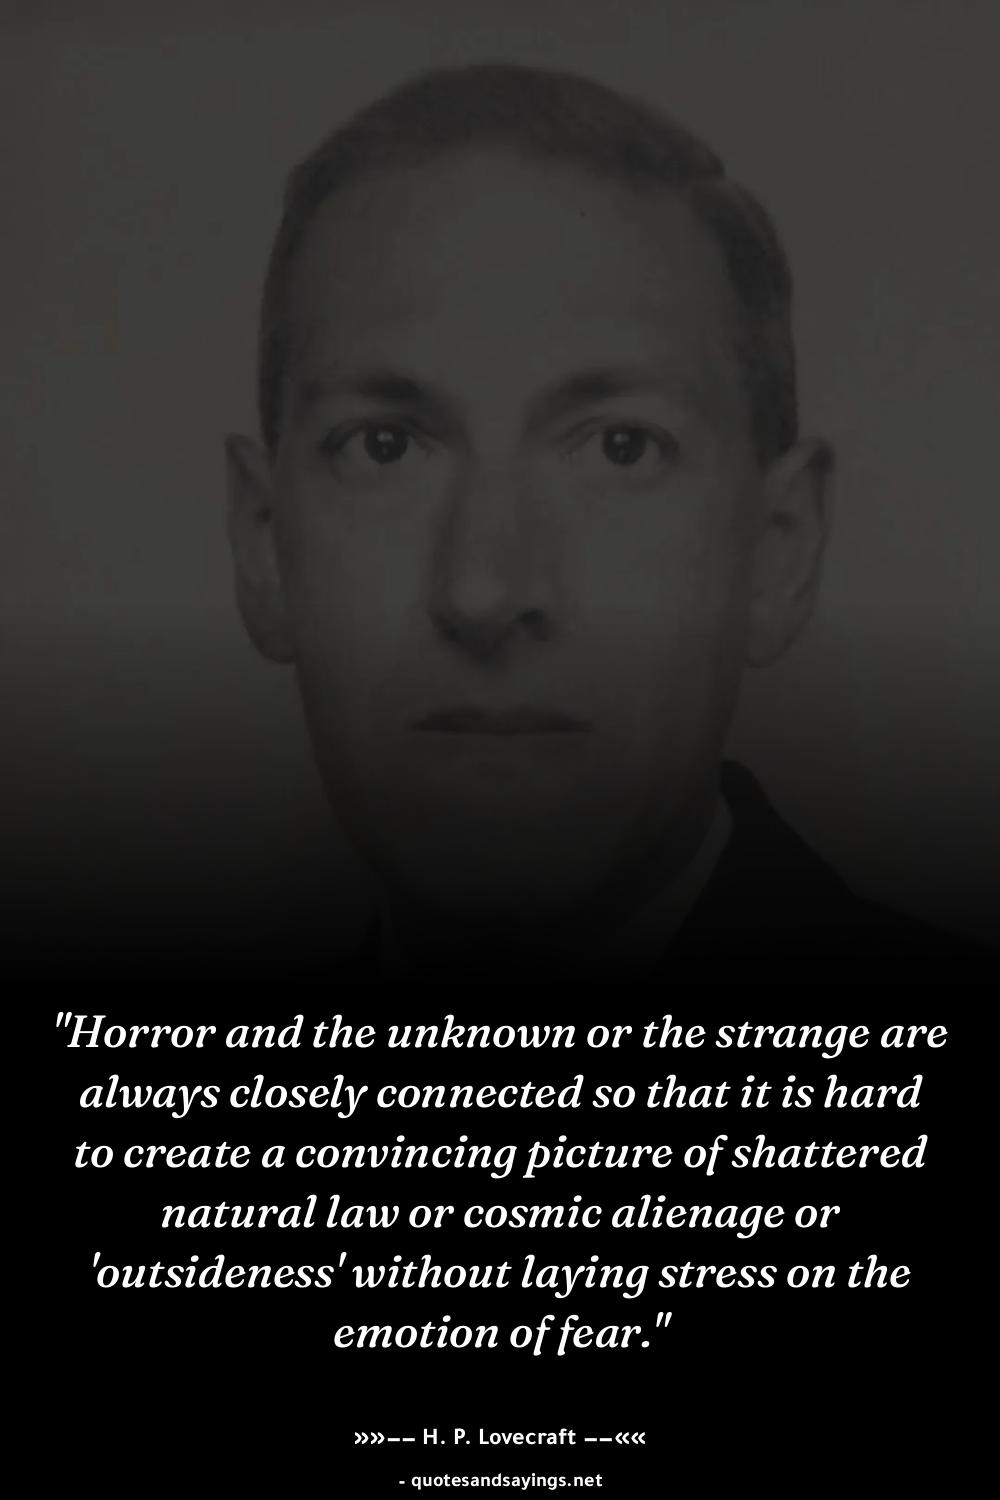 "Horror and the unknown or the strange are
always closely connected so that it is hard
to create a convincing picture of shattered
natural law or cosmic alienage or
'outsideness' without laying stress on the
emotion of fear."
»»–– H. P. Lovecraft ––««
- quotesandsayings.net